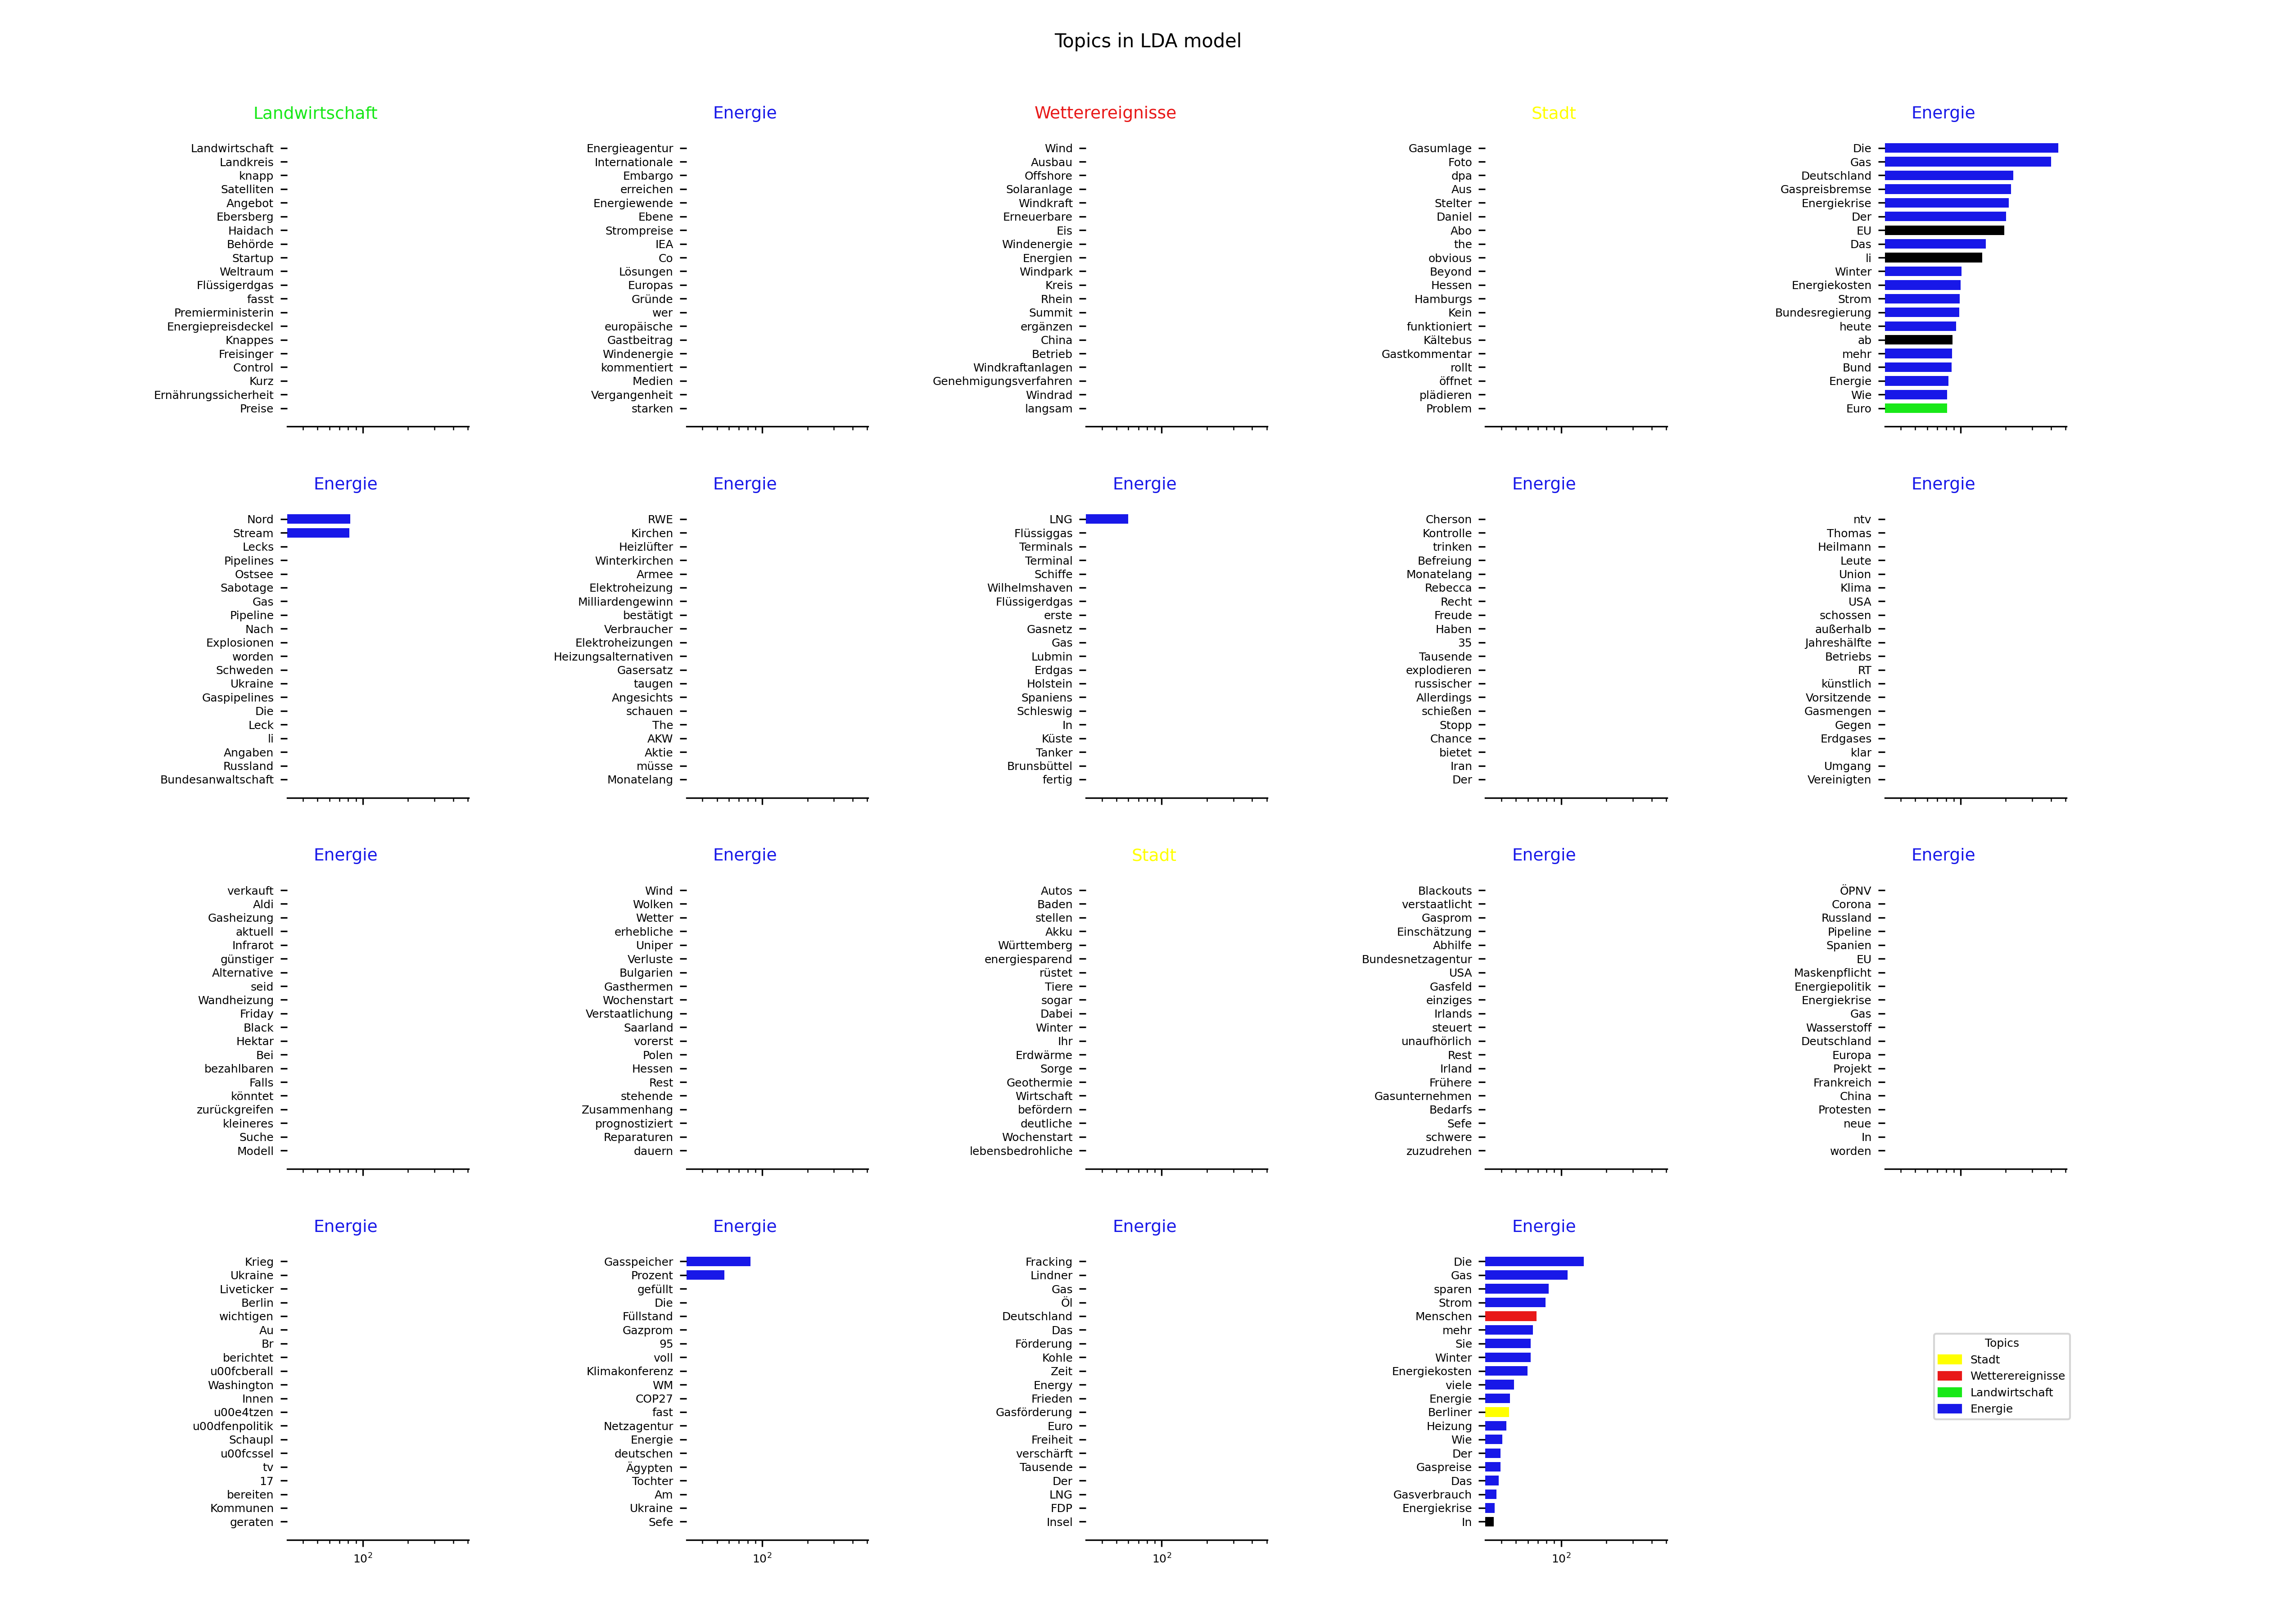 Topics in LDA model
Landwirtschaft
Landwirtschaft
Landkreis
knapp
Satelliten
Angebot
Ebersberg
Haidach
Behörde
Startup
Weltraum
Flüssigerdgas
fasst
Premierministerin
Energiepreisdeckel
Knappes
Freisinger
Control
Kurz
Ernährungssicherheit
Preise
Energie
Energieagentur
Internationale
Embargo
erreichen
Energiewende
Ebene
Strompreise
IEA
Co
Lösungen
Europas
Gründe
wer
europäische
Gastbeitrag
Windenergie
kommentiert
Medien
Vergangenheit
starken
Wetterereignisse
Wind
Ausbau
Offshore
Solaranlage
Windkraft
Erneuerbare
Eis
Windenergie
Energien
Windpark
Kreis
Rhein
Summit
ergänzen
China
Betrieb
Windkraftanlagen
Genehmigungsverfahren
Windrad
langsam
Stadt
Gasumlage
Foto
dpa
Aus
Stelter
Daniel
Abo
the
obvious
Beyond
Hessen
Hamburgs
Kein
funktioniert
Kältebus
Gastkommentar
rollt
öffnet
plädieren
Problem
Energie
Die
Gas
Deutschland
Gaspreisbremse
Energiekrise
Der
EU
Das
li
Winter
Energiekosten
Strom
Bundesregierung
heute
ab
mehr
Bund
Energie
Wie
Euro
Energie
Nord
Stream
Lecks
Pipelines
Ostsee
Sabotage
Gas
Pipeline
Nach
Explosionen
worden
Schweden
Ukraine
Gaspipelines
Die
Leck
li
Angaben
Russland
Bundesanwaltschaft
Energie
RWE
Kirchen
Heizlüfter
Winterkirchen
Armee
Elektroheizung
Milliardengewinn
bestätigt
Verbraucher
Elektroheizungen
Heizungsalternativen
Gasersatz
taugen
Angesichts
schauen
The
AKW
Aktie
müsse
Monatelang
Energie
LNG
Flüssiggas
Terminals
Terminal
Schiffe
Wilhelmshaven
Flüssigerdgas
erste
Gasnetz
Gas
Lubmin
Erdgas
Holstein
Spaniens
Schleswig
In
Küste
Tanker
Brunsbüttel
fertig
Energie
Cherson
Kontrolle
trinken
Befreiung
Monatelang
Rebecca
Recht
Freude
Haben
35
Tausende
explodieren
russischer
Allerdings
schießen
Stopp
Chance
bietet
Iran
Der
Energie
ntv
Thomas
Heilmann
Leute
Union
Klima
USA
schossen
außerhalb
Jahreshälfte
Betriebs
RT
künstlich
Vorsitzende
Gasmengen
Gegen
Erdgases
klar
Umgang
Vereinigten
Energie
verkauft
Aldi
Gasheizung
aktuell
Infrarot
günstiger
Alternative
seid
Wandheizung
Friday
Black
Hektar
Bei
bezahlbaren
Falls
könntet
zurückgreifen
kleineres
Suche
Modell
Energie
Wind
Wolken
Wetter
erhebliche
Uniper
Verluste
Bulgarien
Gasthermen
Wochenstart
Verstaatlichung
Saarland
vorerst
Polen
Hessen
Rest
stehende
Zusammenhang
prognostiziert
Reparaturen
dauern
Stadt
Autos
Baden
stellen
Akku
Württemberg
energiesparend
rüstet
Tiere
sogar
Dabei
Winter
Ihr
Erdwärme
Sorge
Geothermie
Wirtschaft
befördern
deutliche
Wochenstart
lebensbedrohliche
Energie
Blackouts
verstaatlicht
Gasprom
Einschätzung
Abhilfe
Bundesnetzagentur
USA
Gasfeld
einziges
Irlands
steuert
unaufhörlich
Rest
Irland
Frühere
Gasunternehmen
Bedarfs
Sefe
schwere
zuzudrehen
Energie
ÖPNV
Corona
Russland
Pipeline
Spanien
EU
Maskenpflicht
Energiepolitik
Energiekrise
Gas
Wasserstoff
Deutschland
Europa
Projekt
Frankreich
China
Protesten
neue
In
worden
Energie
Krieg
Ukraine
Liveticker
Berlin
wichtigen
Au
Br
berichtet
u00fcberall
Washington
Innen
u00e4tzen
u00dfenpolitik
Schaupl
u00fcssel
tv
17
bereiten
Kommunen
geraten
10²
Energie
Gasspeicher
Prozent
gefüllt
Die
Füllstand
Gazprom
95
voll
Klimakonferenz
WM
COP27
fast
Netzagentur
Energie
deutschen
Ägypten
Tochter
Am
Ukraine
Sefe
10²
Energie
Fracking
Lindner
Gas
Öl
Deutschland
Das
Förderung
Kohle
Zeit
Energy
Frieden
Gasförderung
Euro
Freiheit
verschärft
Tausende
Der
LNG
FDP
Insel
10²
Energie
Die
Gas
sparen
Strom
Menschen
mehr
Sie
Winter
Energiekosten
viele
Energie
Berliner
Heizung
Wie
Der
Gaspreise
Das
Gasverbrauch
Energiekrise
In
10²
Topics
Stadt
Wetterereignisse
Landwirtschaft
Energie